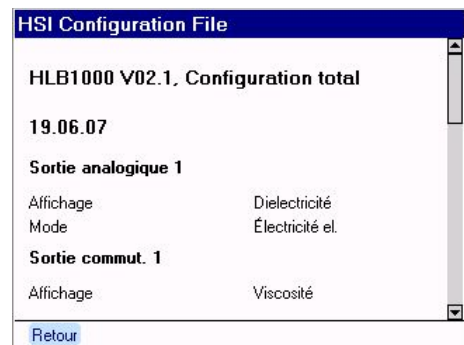 HSI Configuration File
HLB1000 V02.1, Configuration total
19.06.07
Sortie analogique 1
Affichage Dielectricité
Mode Électricité el.
Sortie commut. 1
Affichage Viscosité
Retour